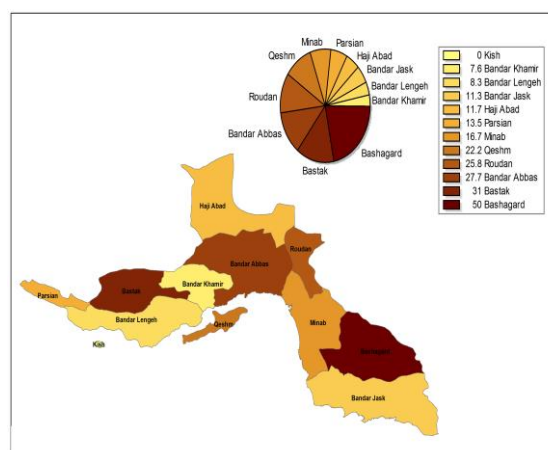 Minab
Parsian
Qeshm
Haji Abad
Bandar Jask
Roudan
Bandar Lengeh
Bandar Khamir
Bandar Abbas
Bastak
Bashagard
0 Kish
7.6 Bandar Khamir
8.3 Bandar Lengeh
11.3 Bandar Jask
11.7 Haji Abad
13.5 Parsian
16.7 Minab
22.2 Qeshm
25.8 Roudan
27.7 Bandar Abbas
31 Bastak
50 Bashagard
Haji Abad
Roudan
Bandar Abbas
Bastak
Bandar Khamir
Parsian
Bandar Lengeh
Qeshm
Minab
Kish
Bashagard
Bandar Jask